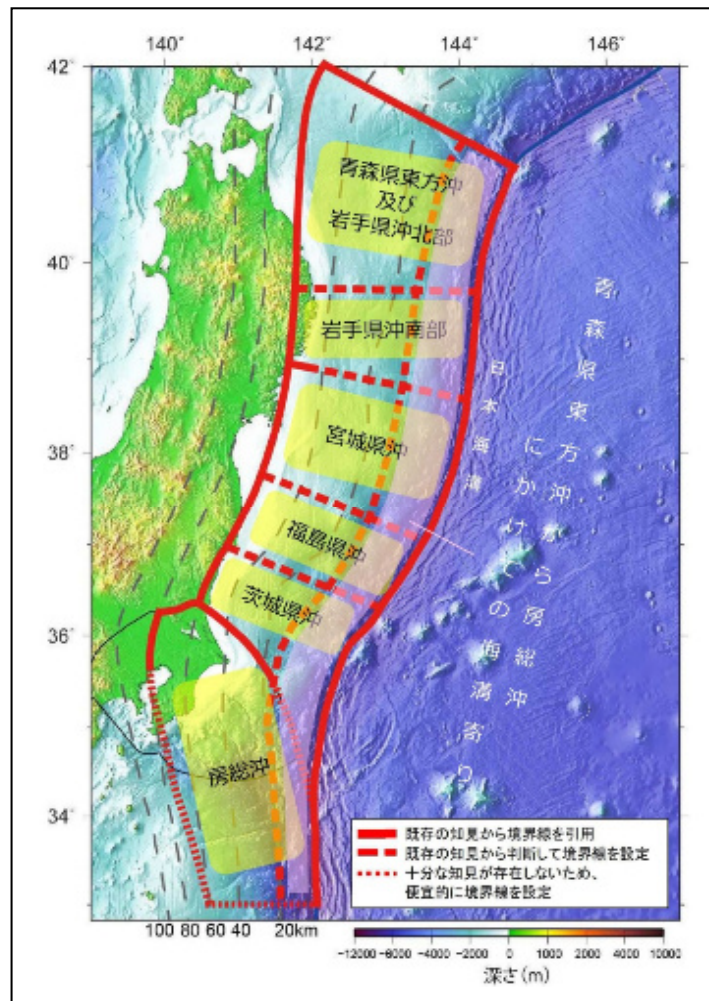 140° 142° 144° 146°
42°
40°
38°
36°
34°
青森県東方沖
及び
岩手県沖北部
岩手県沖南部
宮城県沖
福島県沖
茨城県沖
房総沖
日本海溝
青森県東方沖から房総沖
にかけての海溝寄り
既存の知見から境界線を引用
既存の知見から判断して境界線を設定
十分な知見が存在しないため、
便宜的に境界線を設定
100 80 60 40 20km
-12000 -8000 -4000 0 1000 2000 4000 10000
深さ(m)